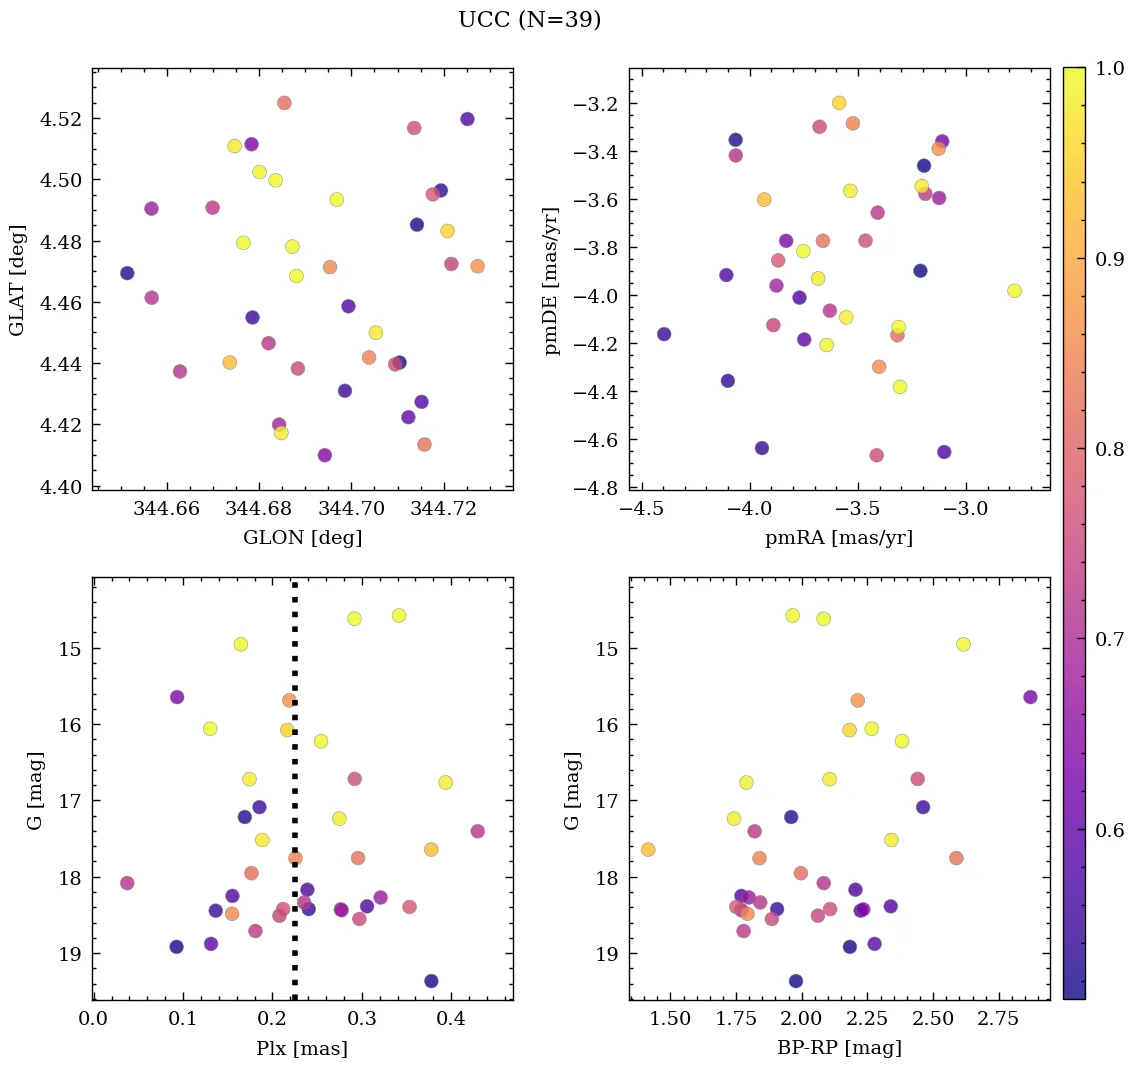 UCC (N=39)
4.52
4.50
4.48
4.46
4.44
4.42
4.40
GLAT [deg]
344.66 344.68 344.70 344.72
GLON [deg]
−3.2
−3.4
−3.6
−3.8
−4.0
−4.2
−4.4
−4.6
−4.8
pmDE [mas/yr]
−4.5 −4.0 −3.5 −3.0
pmRA [mas/yr]
1.0
0.9
0.8
0.7
0.6
15
16
17
18
19
G [mag]
0.0 0.1 0.2 0.3 0.4
Plx [mas]
15
16
17
18
19
G [mag]
1.50 1.75 2.00 2.25 2.50 2.75
BP-RP [mag]